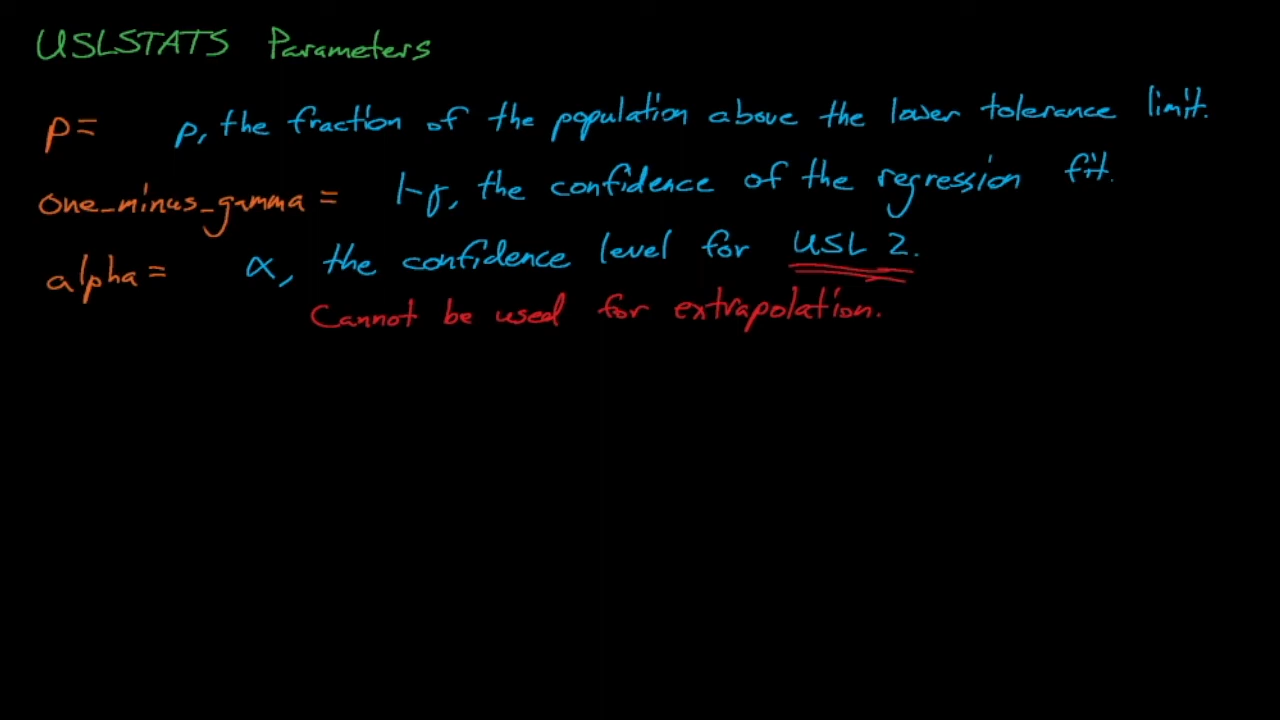 USLSTATS Parameters
p= p, the fraction of the population above the lower tolerance limit.
one_minus_gamma = 1-γ, the confidence of the regression fit.
alpha= α, the confidence level for USL 2.
Cannot be used for extrapolation.